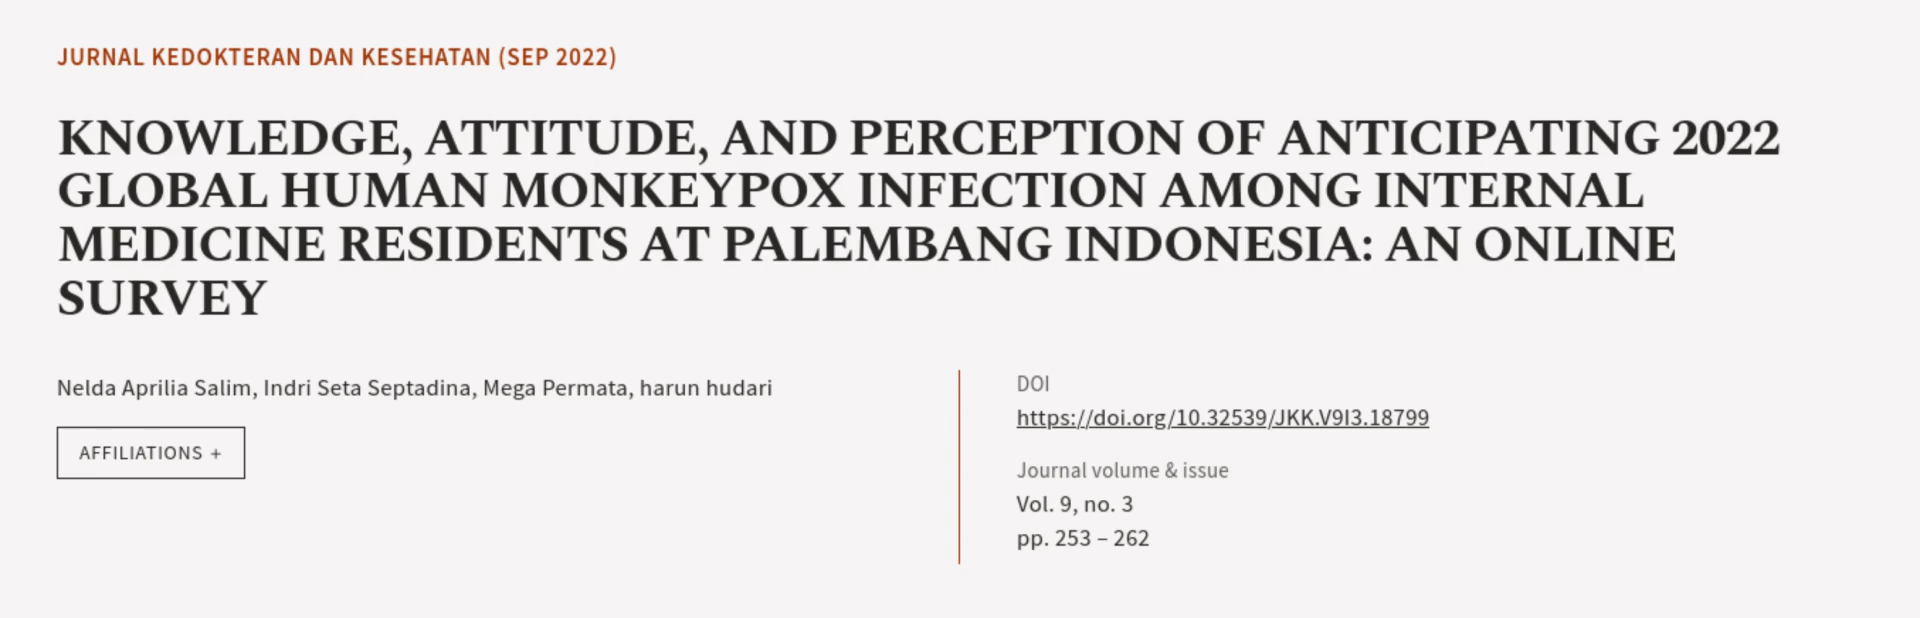 JURNAL KEDOKTERAN DAN KESEHATAN (SEP 2022)
KNOWLEDGE, ATTITUDE, AND PERCEPTION OF ANTICIPATING 2022
GLOBAL HUMAN MONKEYPOX INFECTION AMONG INTERNAL
MEDICINE RESIDENTS AT PALEMBANG INDONESIA: AN ONLINE
SURVEY
Nelda Aprilia Salim, Indri Seta Septadina, Mega Permata, harun hudari
AFFILIATIONS +
DOI
https://doi.org/10.32539/JKK.V9I3.18799
Journal volume & issue
Vol. 9, no. 3
pp. 253 – 262